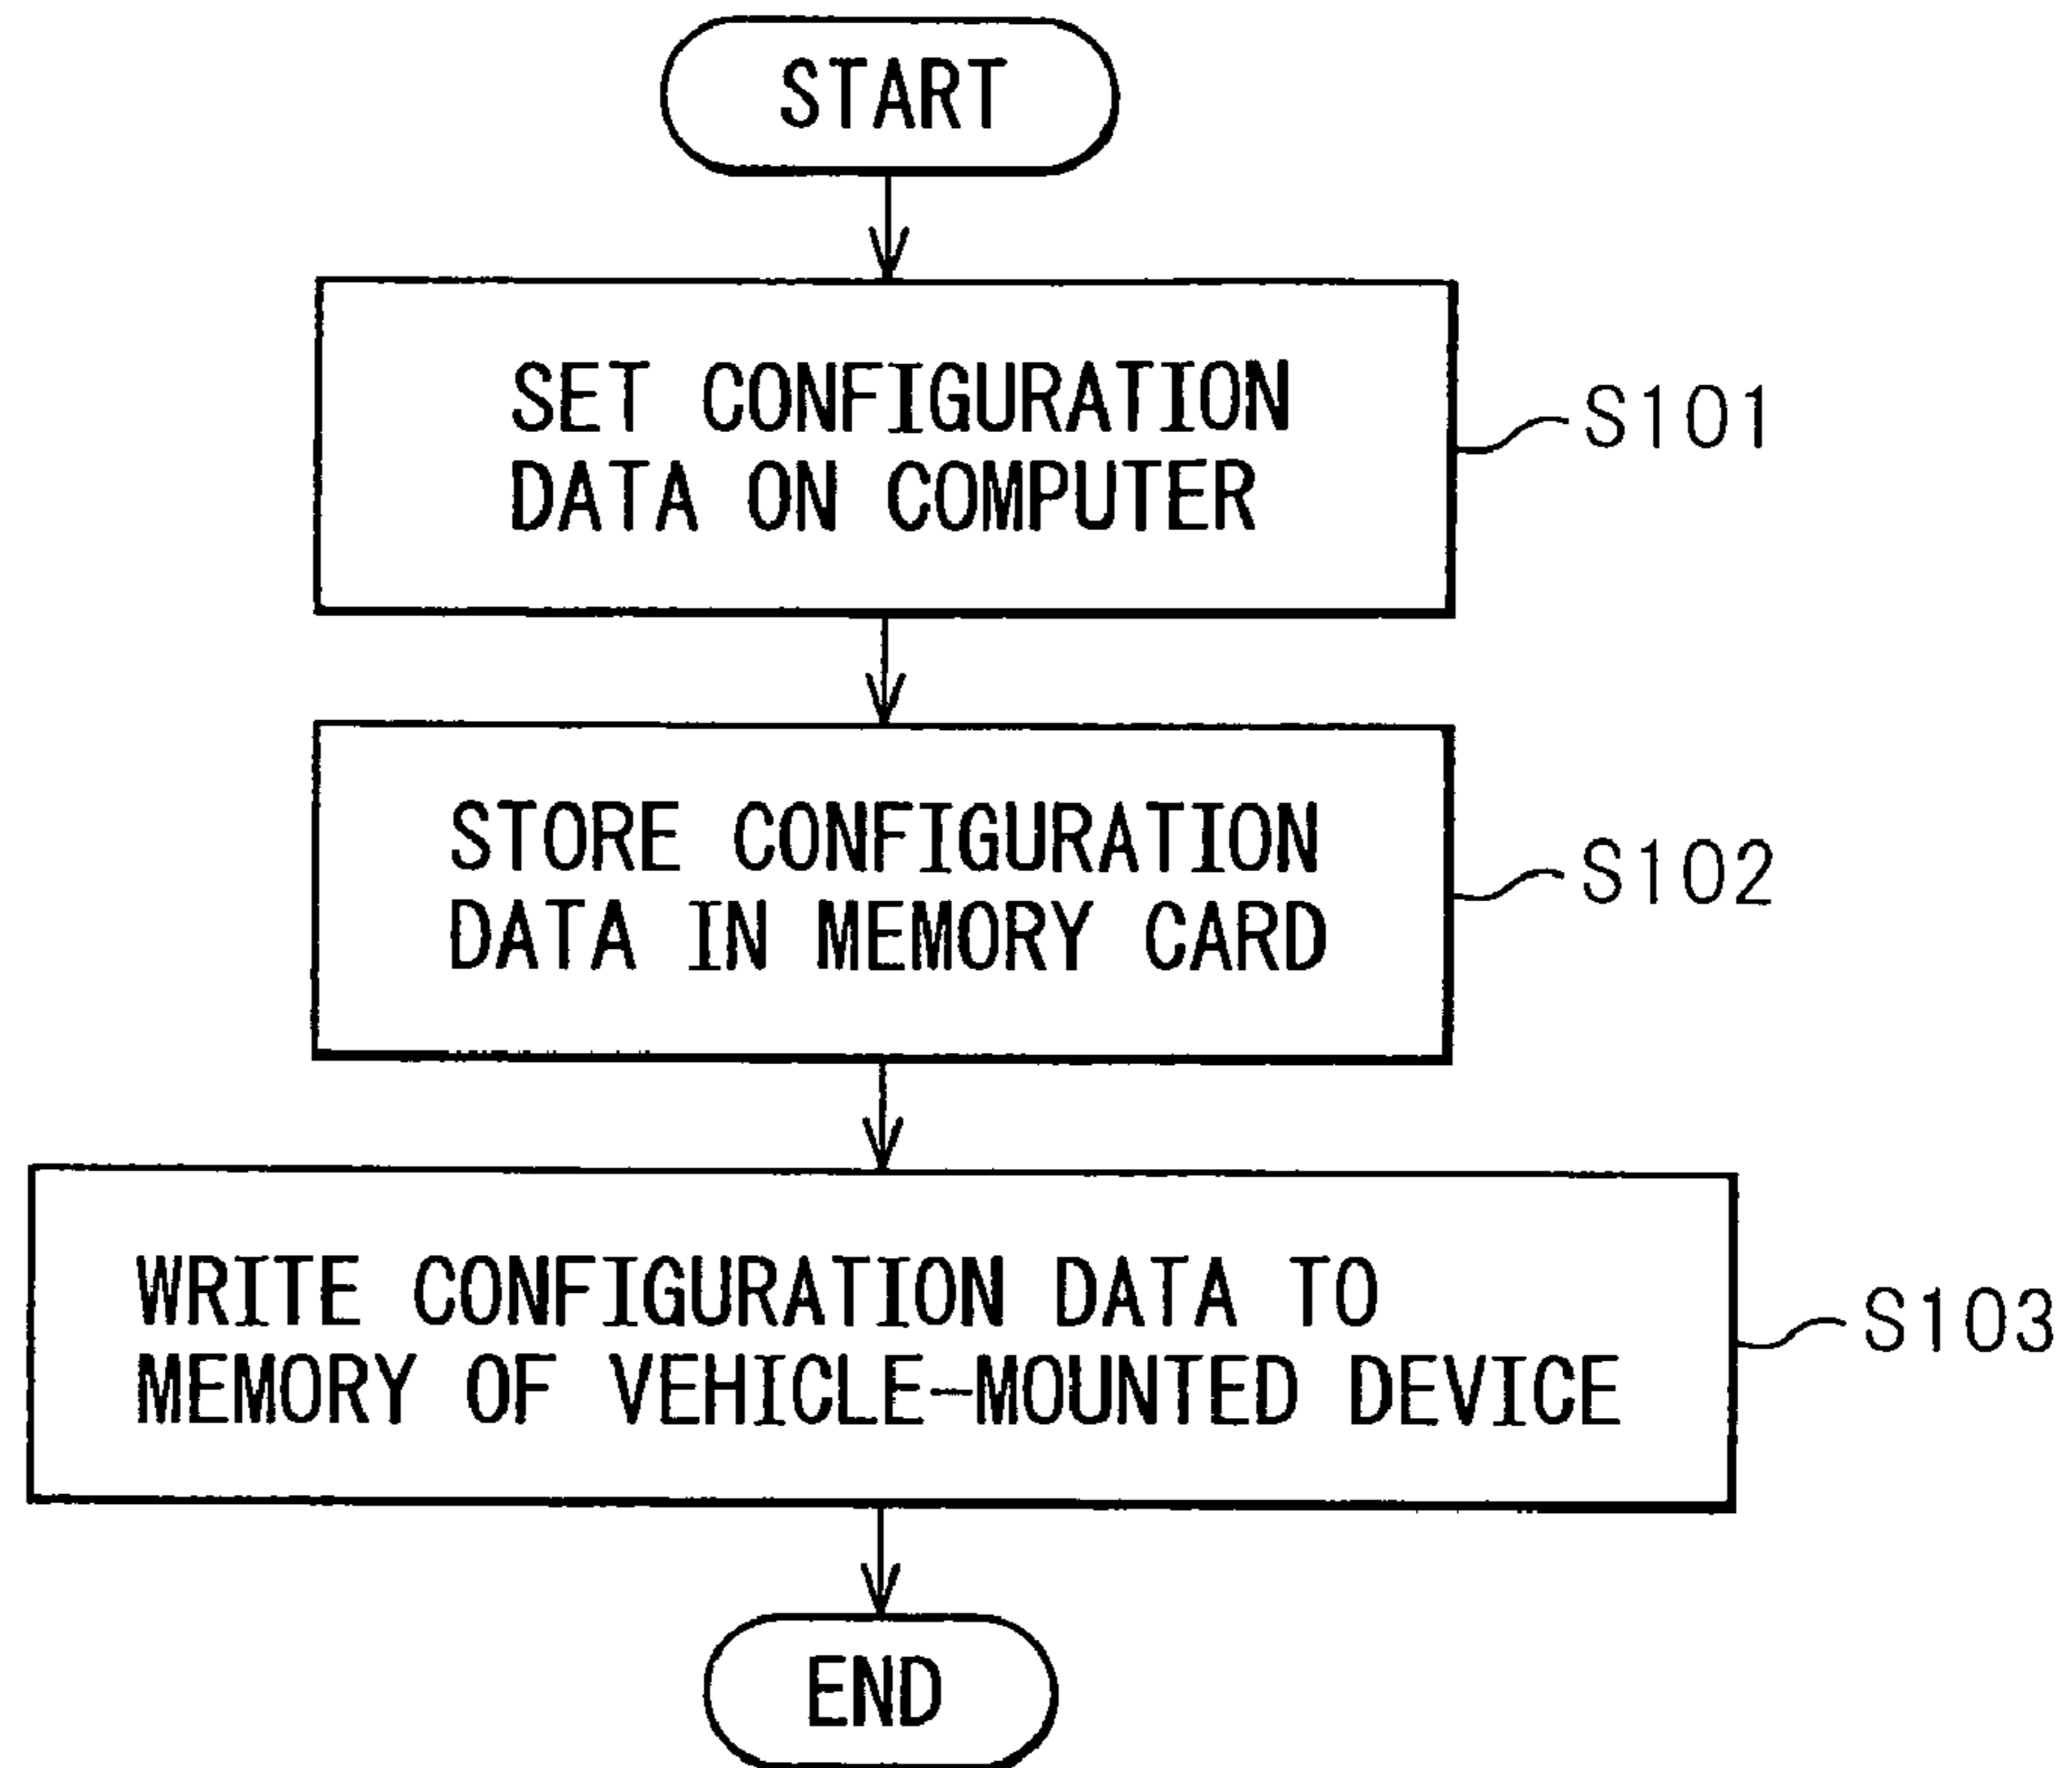 START
SET CONFIGURATION
DATA ON COMPUTER
S101
STORE CONFIGURATION
DATA IN MEMORY CARD
S102
WRITE CONFIGURATION DATA TO
MEMORY OF VEHICLE-MOUNTED DEVICE
S103
END